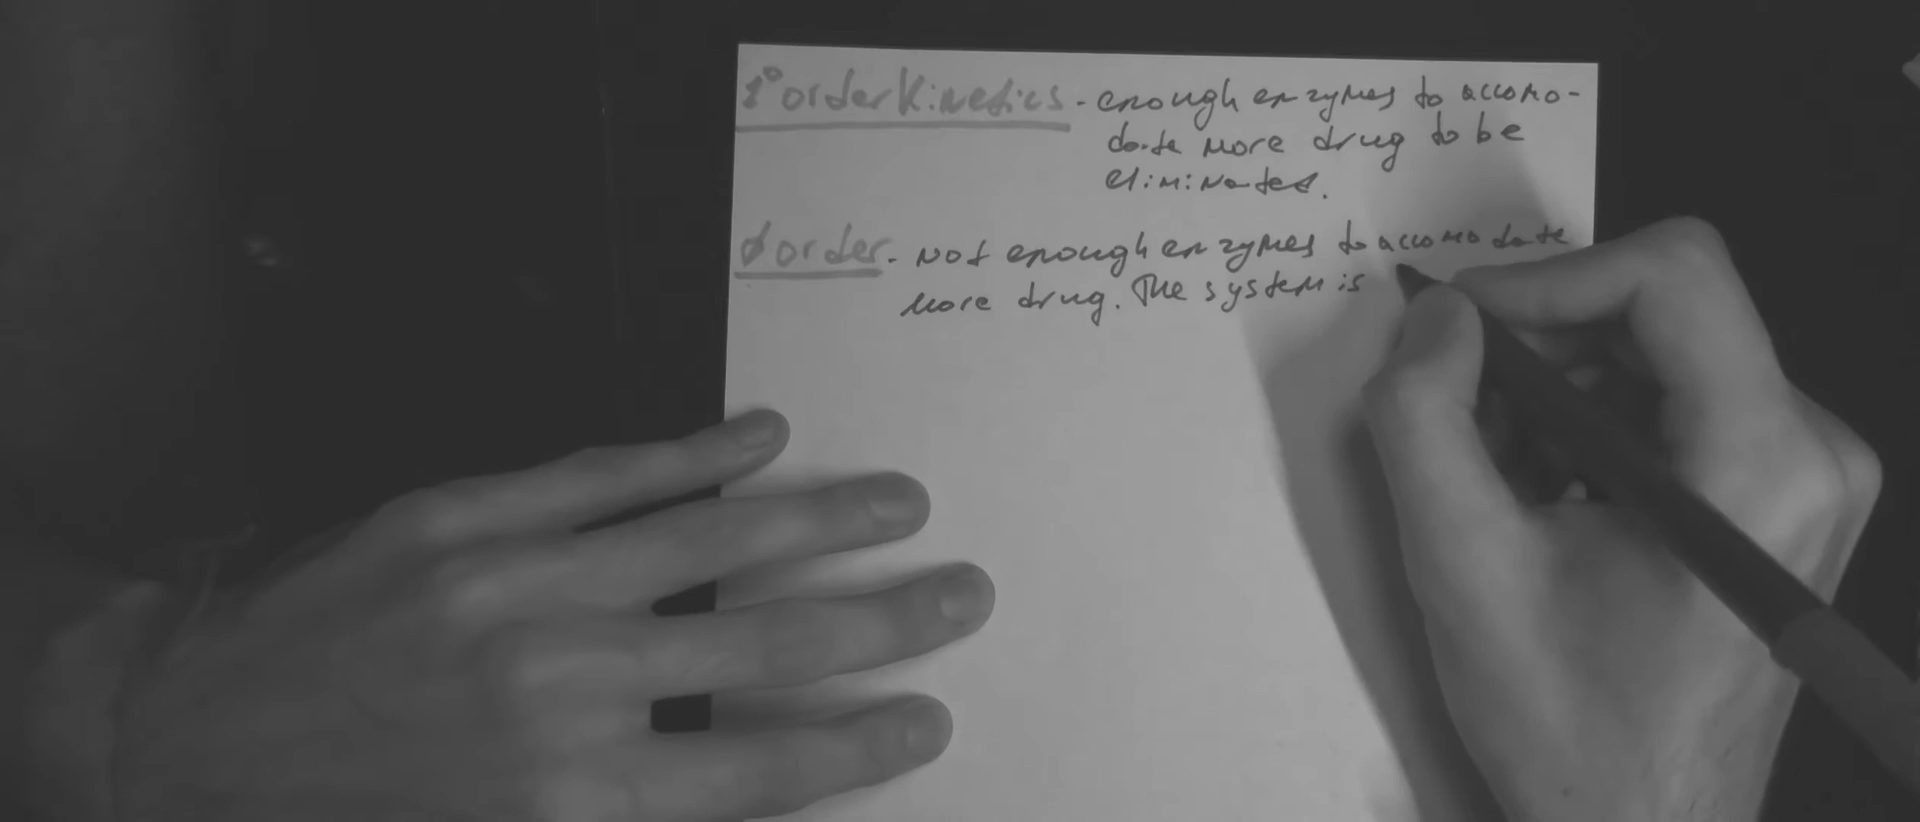 1° order Kinetics - enough enzymes to accomo-
date more drug to be
eliminated.
∅ order - Not enough enzymes to accomodate
more drug. The system is